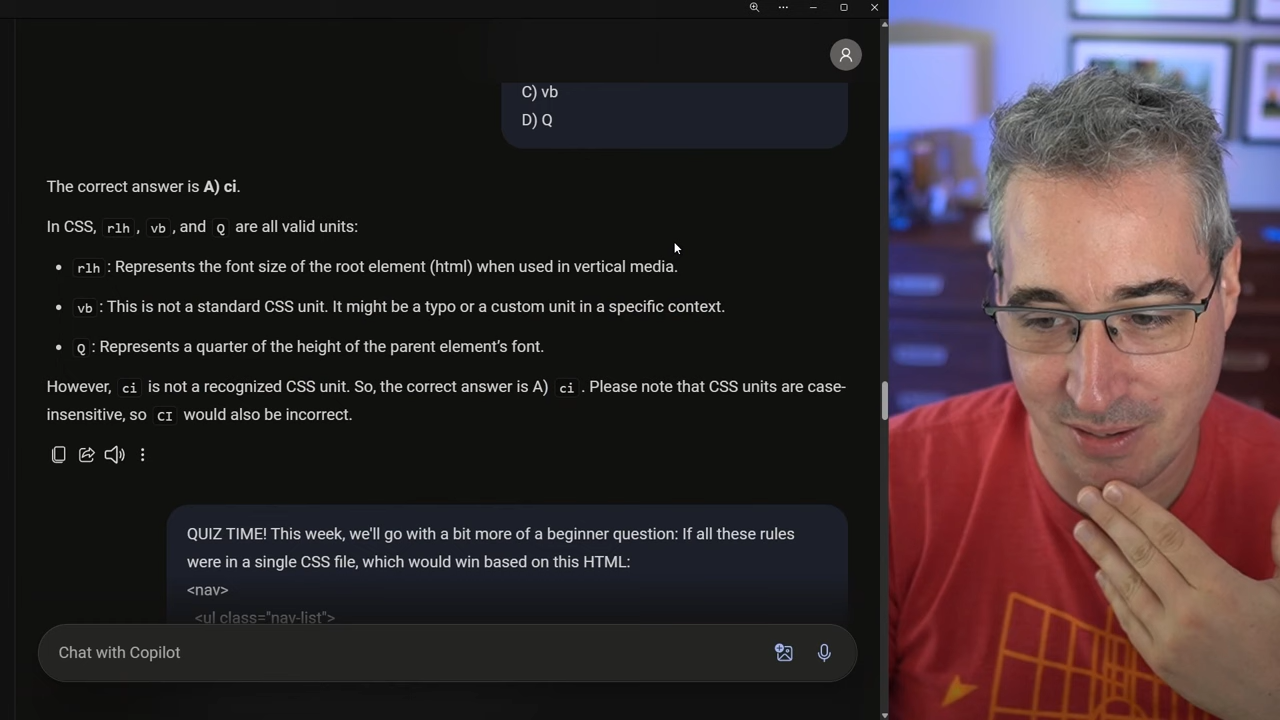 C) vb
D) Q
The correct answer is A) ci.
In CSS, rlh, vb, and Q are all valid units:
• rlh: Represents the font size of the root element (html) when used in vertical media.
• vb: This is not a standard CSS unit. It might be a typo or a custom unit in a specific context.
• Q: Represents a quarter of the height of the parent element's font.
However, ci is not a recognized CSS unit. So, the correct answer is A) ci. Please note that CSS units are case-
insensitive, so CI would also be incorrect.
QUIZ TIME! This week, we'll go with a bit more of a beginner question: If all these rules
were in a single CSS file, which would win based on this HTML:
<nav>
<ul class="nav-list">
Chat with Copilot